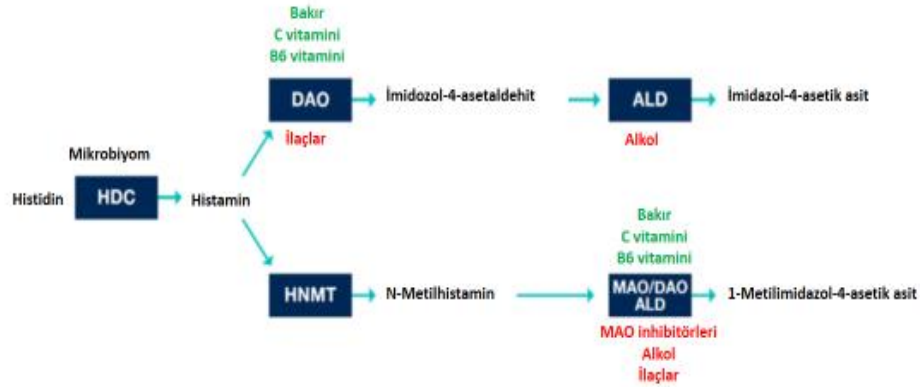 Bakır
C vitamini
B6 vitamini
DAO
İmidozol-4-asetaldehit
ALD
İmidazol-4-asetik asit
İlaçlar
Alkol
Mikrobiyom
Histidin
HDC
Histamin
Bakır
C vitamini
B6 vitamini
HNMT
N-Metilhistamin
MAO/DAO
ALD
1-Metilimidazol-4-asetik asit
MAO inhibitörleri
Alkol
İlaçlar